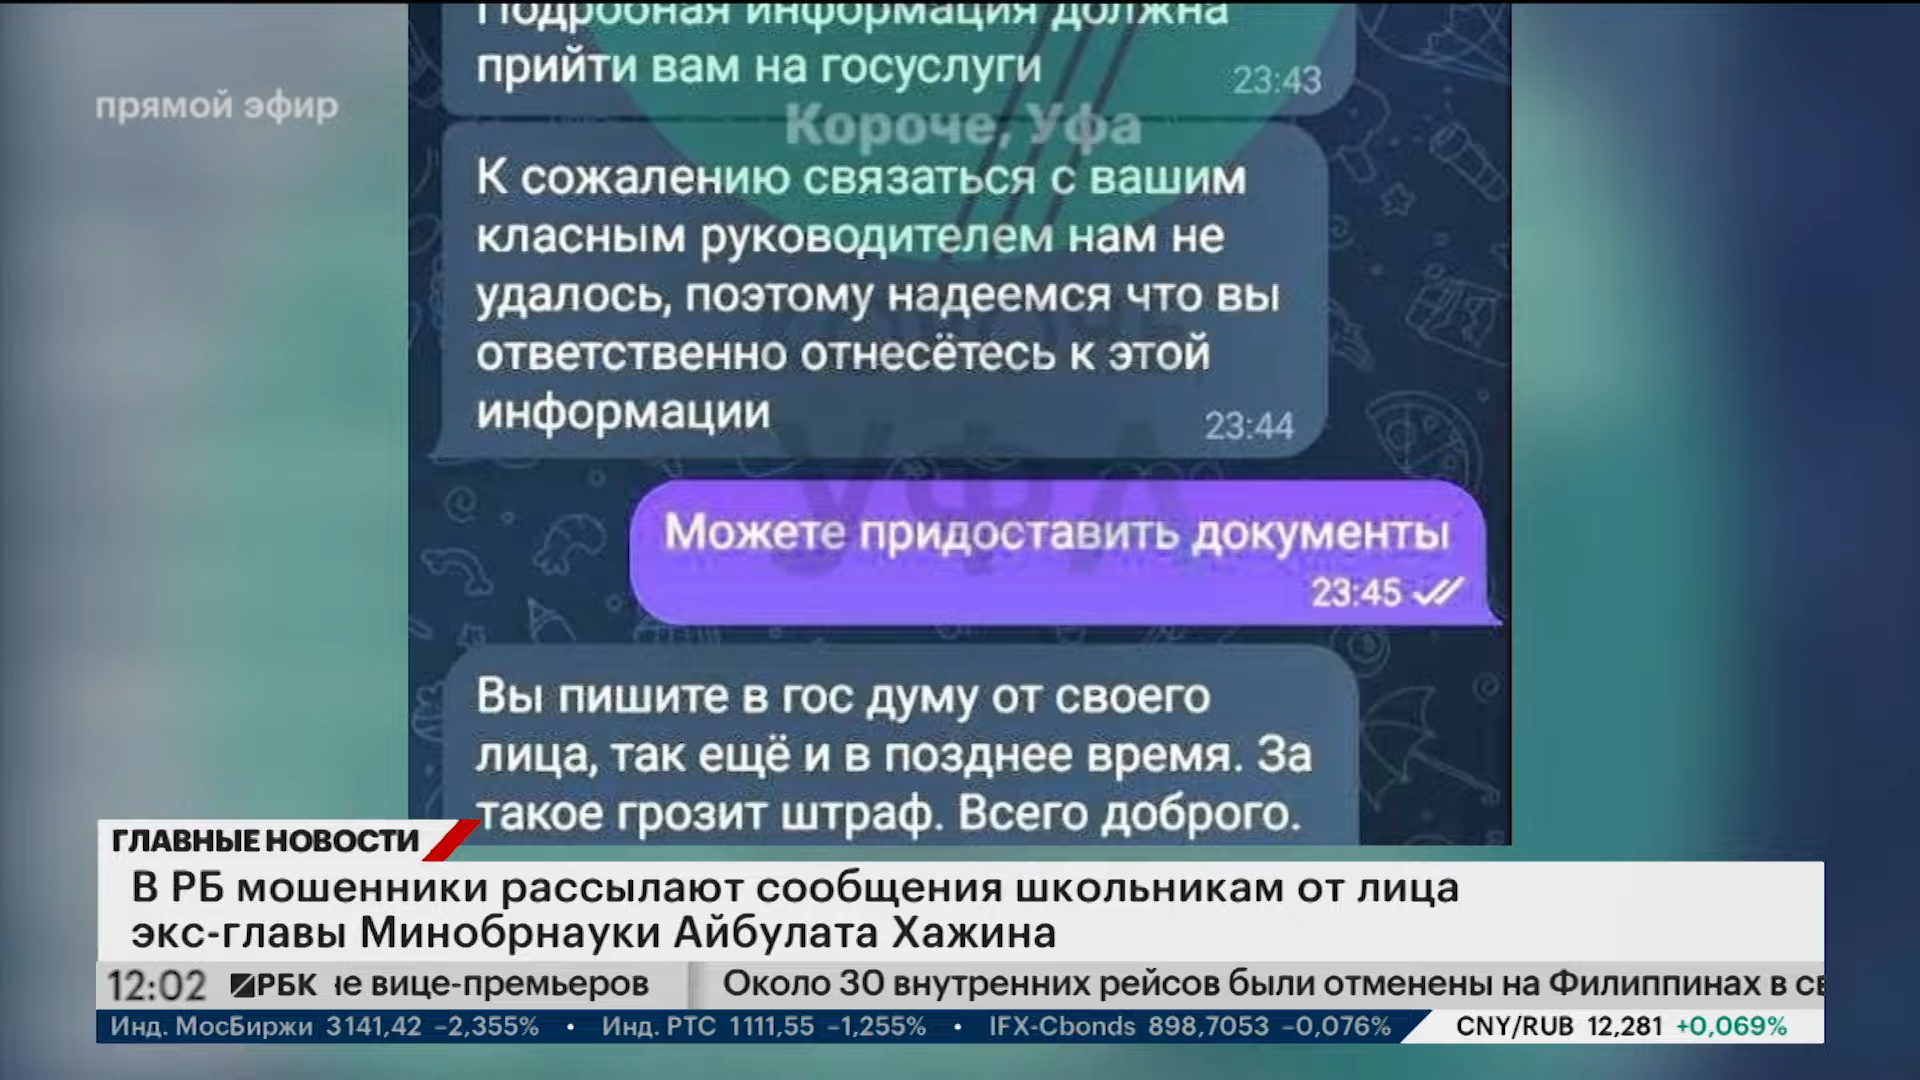 Подробная информация должна
прийти вам на госуслуги
23:43
прямой эфир
Короче, Уфа
К сожалению связаться с вашим
класным руководителем нам не
удалось, поэтому надеемся что вы
ответственно отнесётесь к этой
информации
23:44
УФА
Можете придоставить документы
23:45
Вы пишите в гос думу от своего
лица, так ещё и в позднее время. За
такое грозит штраф. Всего доброго.
ГЛАВНЫЕ НОВОСТИ
В РБ мошенники рассылают сообщения школьникам от лица
экс-главы Минобрнауки Айбулата Хажина
12:02 РБК не вице-премьеров Около 30 внутренних рейсов были отменены на Филиппинах в св
Инд. МосБиржи 3141,42 -2,355% • Инд. РТС 1111,55 -1,255% • IFX-Cbonds 898,7053 -0,076% CNY/RUB 12,281 +0,069%